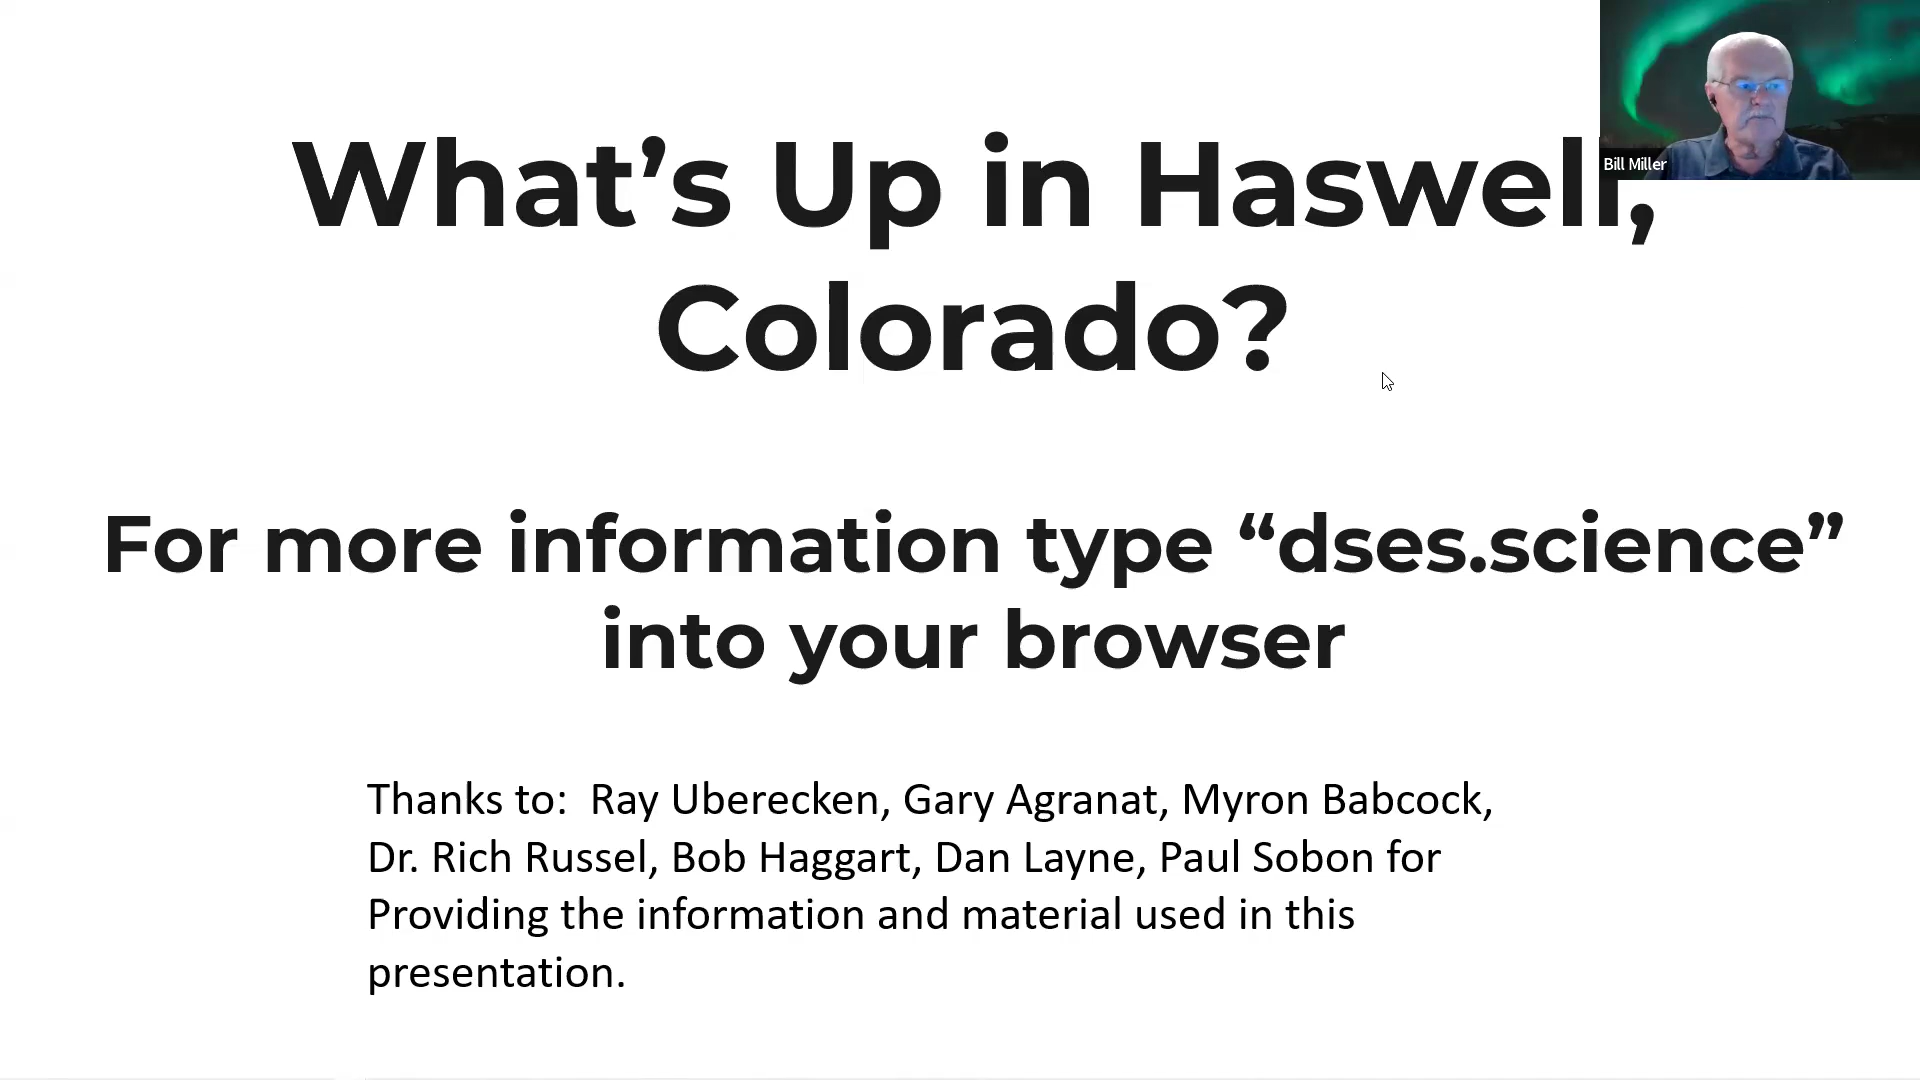 What’s Up in Haswell,
Colorado?
For more information type “dses.science”
into your browser
Thanks to:  Ray Uberecken, Gary Agranat, Myron Babcock,
Dr. Rich Russel, Bob Haggart, Dan Layne, Paul Sobon for
Providing the information and material used in this
presentation.
Bill Miller